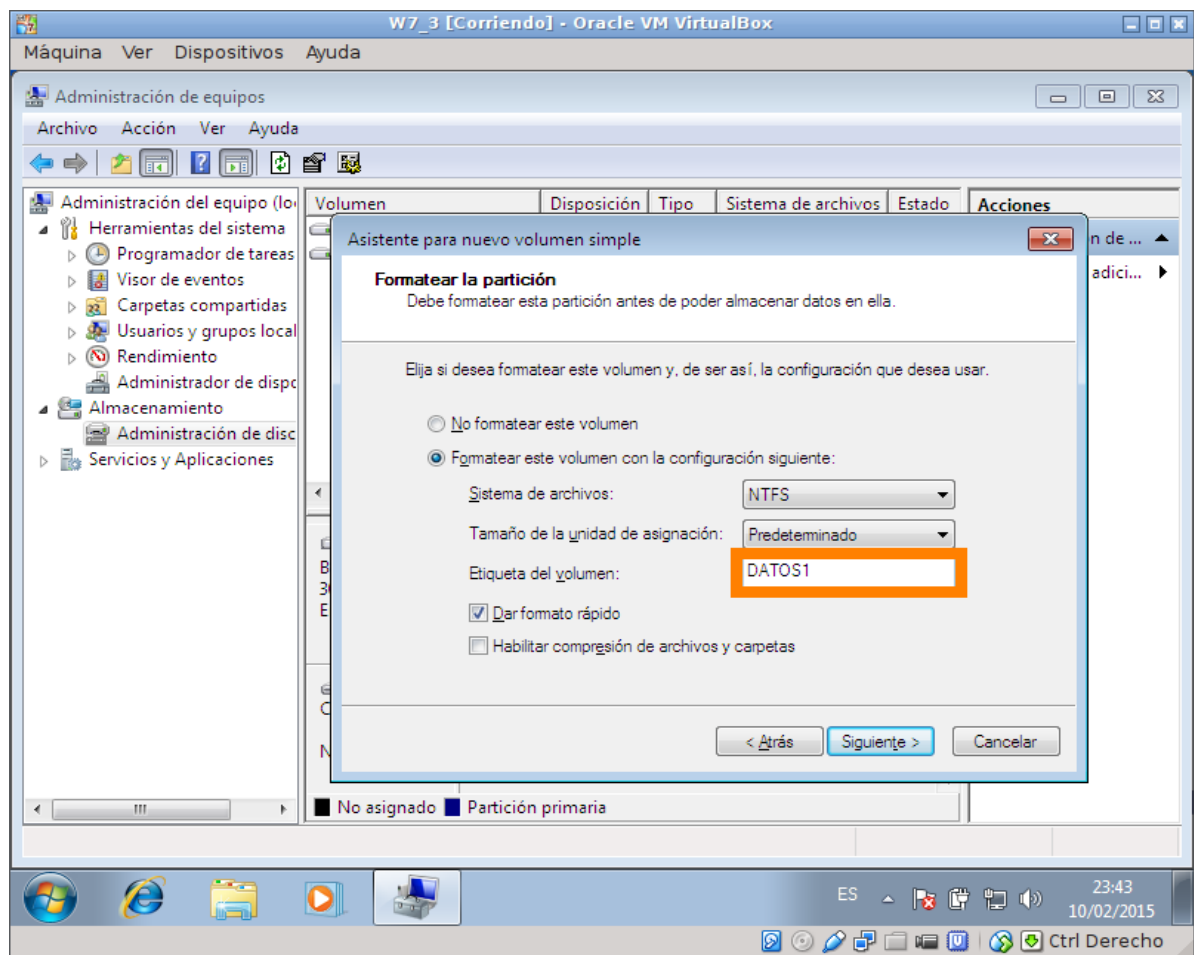 W7_3 [Corriendo] - Oracle VM VirtualBox
Máquina Ver Dispositivos Ayuda
Administración de equipos
Archivo Acción Ver Ayuda
Administración del equipo (lo
Herramientas del sistema
Programador de tareas
Visor de eventos
Carpetas compartidas
Usuarios y grupos local
Rendimiento
Administrador de dispo
Almacenamiento
Administración de disc
Servicios y Aplicaciones
Volumen Disposición Tipo Sistema de archivos Estado
Acciones
n de ...
adici...
Asistente para nuevo volumen simple
Formatear la partición
Debe formatear esta partición antes de poder almacenar datos en ella.
Elija si desea formatear este volumen y, de ser así, la configuración que desea usar.
No formatear este volumen
Formatear este volumen con la configuración siguiente:
Sistema de archivos: NTFS
Tamaño de la unidad de asignación: Predeterminado
Etiqueta del volumen: DATOS1
Dar formato rápido
Habilitar compresión de archivos y carpetas
< Atrás Siguiente > Cancelar
No asignado Partición primaria
ES
23:43
10/02/2015
Ctrl Derecho